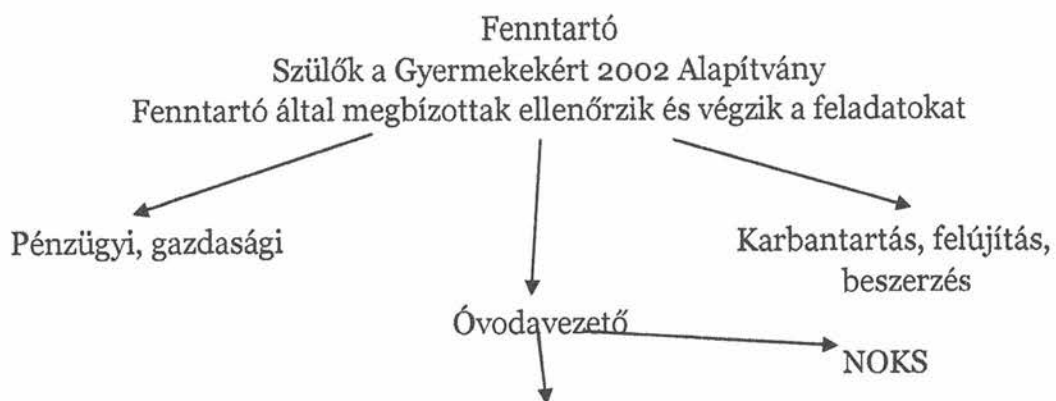 Fenntartó
Szülők a Gyermekekért 2002 Alapítvány
Fenntartó által megbízottak ellenőrzik és végzik a feladatokat
Pénzügyi, gazdasági
Karbantartás, felújítás,
beszerzés
Óvodavezető
NOKS